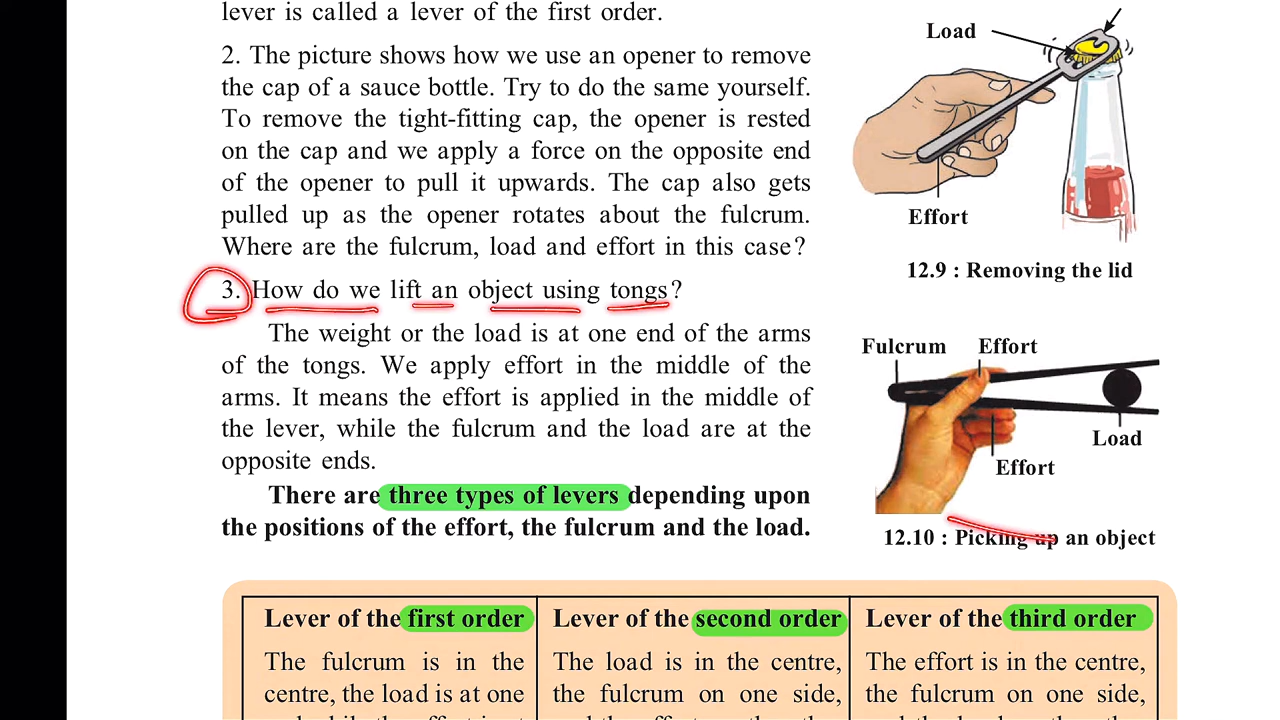 lever is called a lever of the first order.
2. The picture shows how we use an opener to remove
the cap of a sauce bottle. Try to do the same yourself.
To remove the tight-fitting cap, the opener is rested
on the cap and we apply a force on the opposite end
of the opener to pull it upwards. The cap also gets
pulled up as the opener rotates about the fulcrum.
Where are the fulcrum, load and effort in this case?
3. How do we lift an object using tongs?
The weight or the load is at one end of the arms
of the tongs. We apply effort in the middle of the
arms. It means the effort is applied in the middle of
the lever, while the fulcrum and the load are at the
opposite ends.
There are three types of levers depending upon
the positions of the effort, the fulcrum and the load.
Load
Effort
12.9 : Removing the lid
Fulcrum Effort
Load
Effort
12.10 : Picking up an object
Lever of the first order
The fulcrum is in the
centre, the load is at one
Lever of the second order
The load is in the centre,
the fulcrum on one side,
Lever of the third order
The effort is in the centre,
the fulcrum on one side,